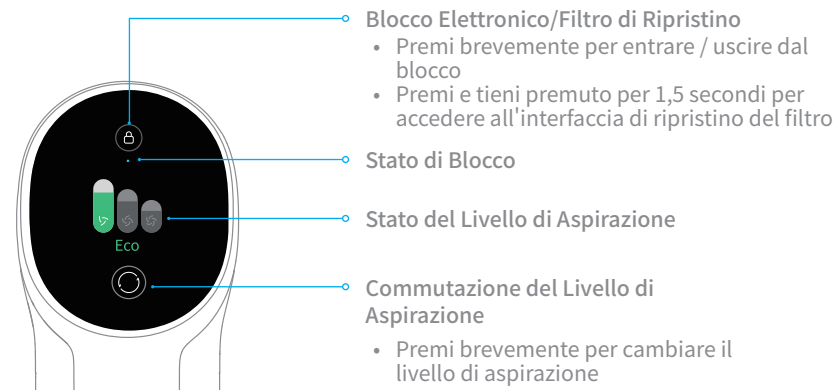 Blocco Elettronico/Filtro di Ripristino
• Premi brevemente per entrare / uscire dal
blocco
• Premi e tieni premuto per 1,5 secondi per
accedere all'interfaccia di ripristino del filtro
Stato di Blocco
Stato del Livello di Aspirazione
Eco
Commutazione del Livello di
Aspirazione
• Premi brevemente per cambiare il
livello di aspirazione